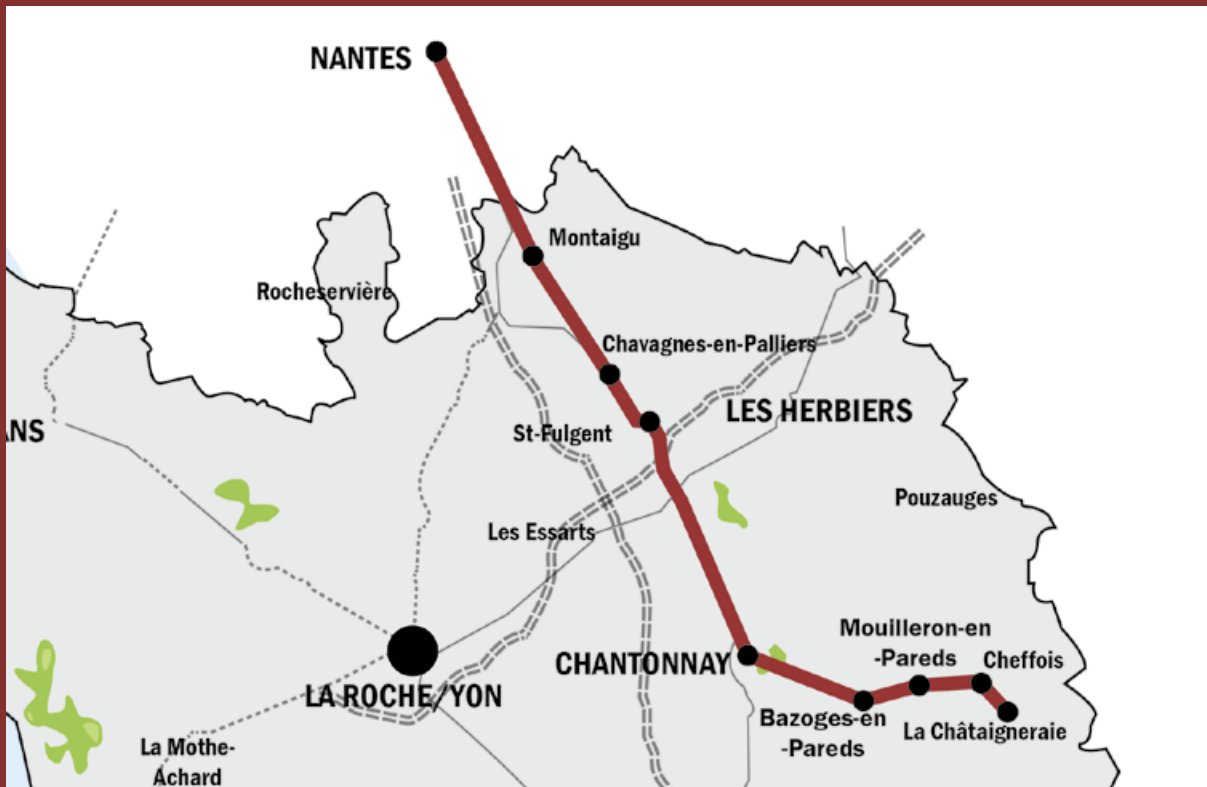 NANTES
Montaigu
Rocheservière
Chavagnes-en-Palliers
LES HERBIERS
ANS
St-Fulgent
Pouzauges
Les Essarts
Mouilleron-en
-Pareds
CHANTONNAY
Cheffois
LA ROCHE/YON
Bazoges-en
-Pareds
La Châtaigneraie
La Mothe-
Achard